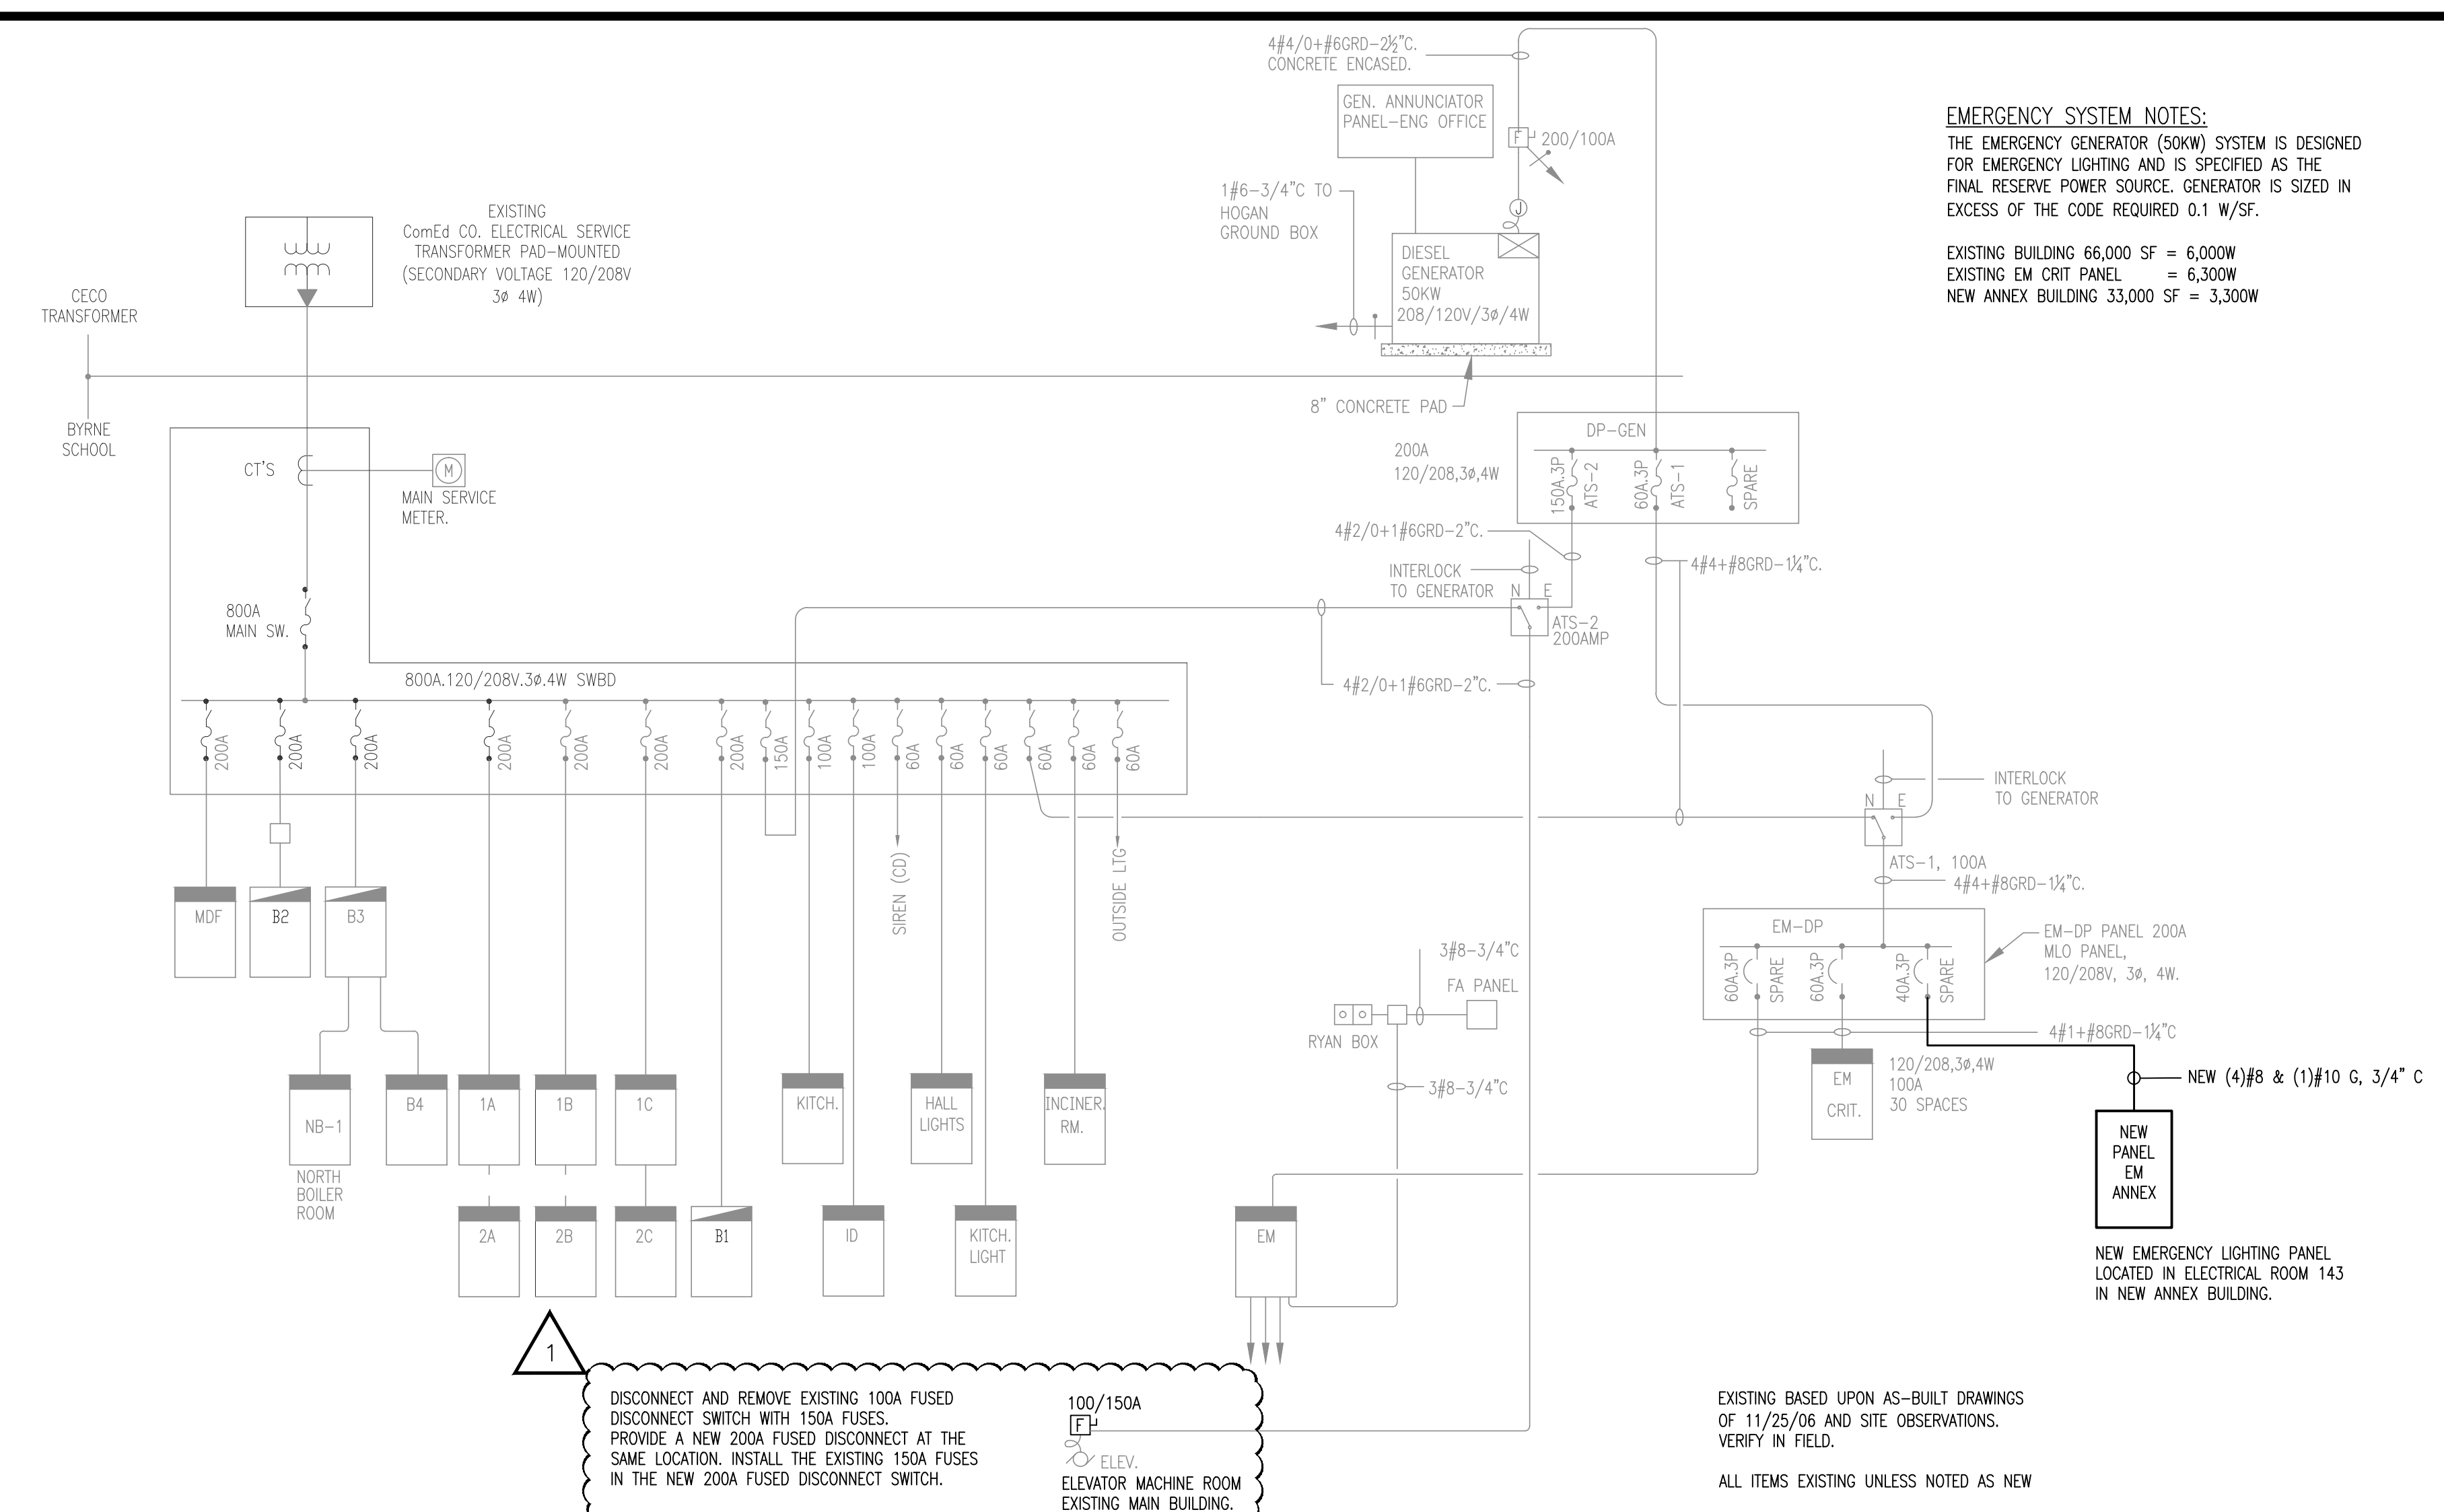 4#4/0+#6GRD-2½"C.
CONCRETE ENCASED.
GEN. ANNUNCIATOR
PANEL-ENG OFFICE
F
200/100A
1#6-3/4"C TO
HOGAN
GROUND BOX
J
DIESEL
GENERATOR
50KW
208/120V/3ø/4W
8" CONCRETE PAD
EMERGENCY SYSTEM NOTES:
THE EMERGENCY GENERATOR (50KW) SYSTEM IS DESIGNED
FOR EMERGENCY LIGHTING AND IS SPECIFIED AS THE
FINAL RESERVE POWER SOURCE. GENERATOR IS SIZED IN
EXCESS OF THE CODE REQUIRED 0.1 W/SF.
EXISTING BUILDING 66,000 SF = 6,000W
EXISTING EM CRIT PANEL = 6,300W
NEW ANNEX BUILDING 33,000 SF = 3,300W
EXISTING
ComEd CO. ELECTRICAL SERVICE
TRANSFORMER PAD-MOUNTED
(SECONDARY VOLTAGE 120/208V
3ø 4W)
CECO
TRANSFORMER
BYRNE
SCHOOL
CT'S
M
MAIN SERVICE
METER.
800A
MAIN SW.
800A.120/208V.3ø.4W SWBD
200A
200A
200A
200A
200A
200A
200A
150A
100A
100A
60A
60A
60A
60A
60A
60A
DP-GEN
200A
120/208,3ø,4W
150A.3P
ATS-2
60A.3P
ATS-1
SPARE
4#2/0+1#6GRD-2"C.
INTERLOCK
TO GENERATOR
N E
ATS-2
200AMP
4#4+#8GRD-1¼"C.
4#2/0+1#6GRD-2"C.
INTERLOCK
TO GENERATOR
N E
ATS-1, 100A
4#4+#8GRD-1¼"C.
SIREN (CD)
OUTSIDE LTG
MDF
B2
B3
EM-DP
60A.3P
SPARE
60A.3P
40A.3P
SPARE
EM-DP PANEL 200A
MLO PANEL,
120/208V, 3ø, 4W.
3#8-3/4"C
FA PANEL
RYAN BOX
3#8-3/4"C
4#1+#8GRD-1¼"C
EM
CRIT.
120/208,3ø,4W
100A
30 SPACES
NEW (4)#8 & (1)#10 G, 3/4" C
NEW
PANEL
EM
ANNEX
NEW EMERGENCY LIGHTING PANEL
LOCATED IN ELECTRICAL ROOM 143
IN NEW ANNEX BUILDING.
NB-1
NORTH
BOILER
ROOM
B4
1A
1B
1C
KITCH.
HALL
LIGHTS
INCINER.
RM.
2A
2B
2C
B1
ID
KITCH.
LIGHT
EM
1
DISCONNECT AND REMOVE EXISTING 100A FUSED
DISCONNECT SWITCH WITH 150A FUSES.
PROVIDE A NEW 200A FUSED DISCONNECT AT THE
SAME LOCATION. INSTALL THE EXISTING 150A FUSES
IN THE NEW 200A FUSED DISCONNECT SWITCH.
100/150A
F
ELEV.
ELEVATOR MACHINE ROOM
EXISTING MAIN BUILDING.
EXISTING BASED UPON AS-BUILT DRAWINGS
OF 11/25/06 AND SITE OBSERVATIONS.
VERIFY IN FIELD.
ALL ITEMS EXISTING UNLESS NOTED AS NEW